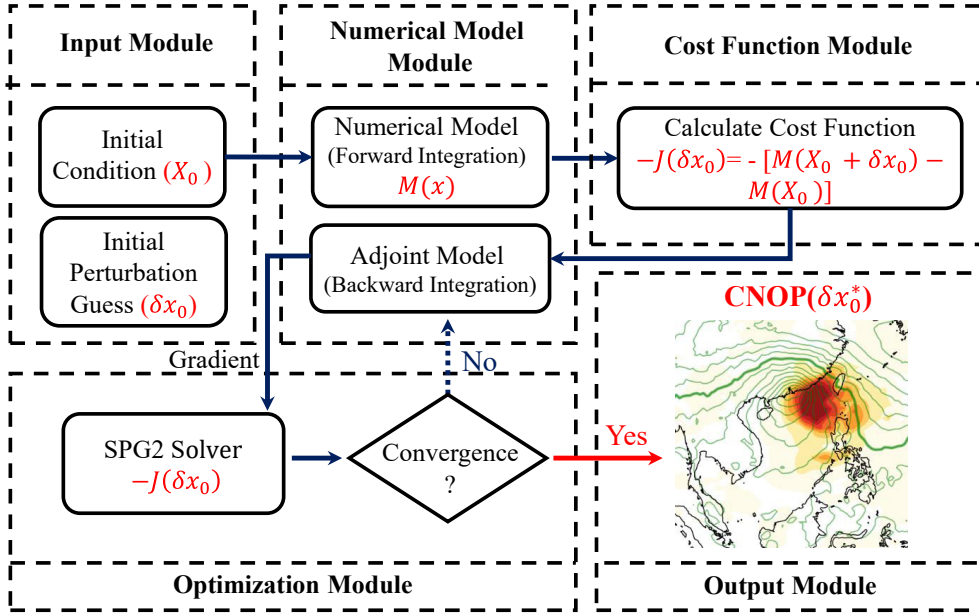 Input Module
Initial
Condition (X₀)
Initial
Perturbation
Guess (δx₀)
Numerical Model
Module
Numerical Model
(Forward Integration)
M(x)
Adjoint Model
(Backward Integration)
Cost Function Module
Calculate Cost Function
−J(δx₀)= - [M(X₀ + δx₀) −
M(X₀)]
Gradient
No
SPG2 Solver
−J(δx₀)
Convergence
?
Yes
Optimization Module
CNOP(δx₀*)
Output Module